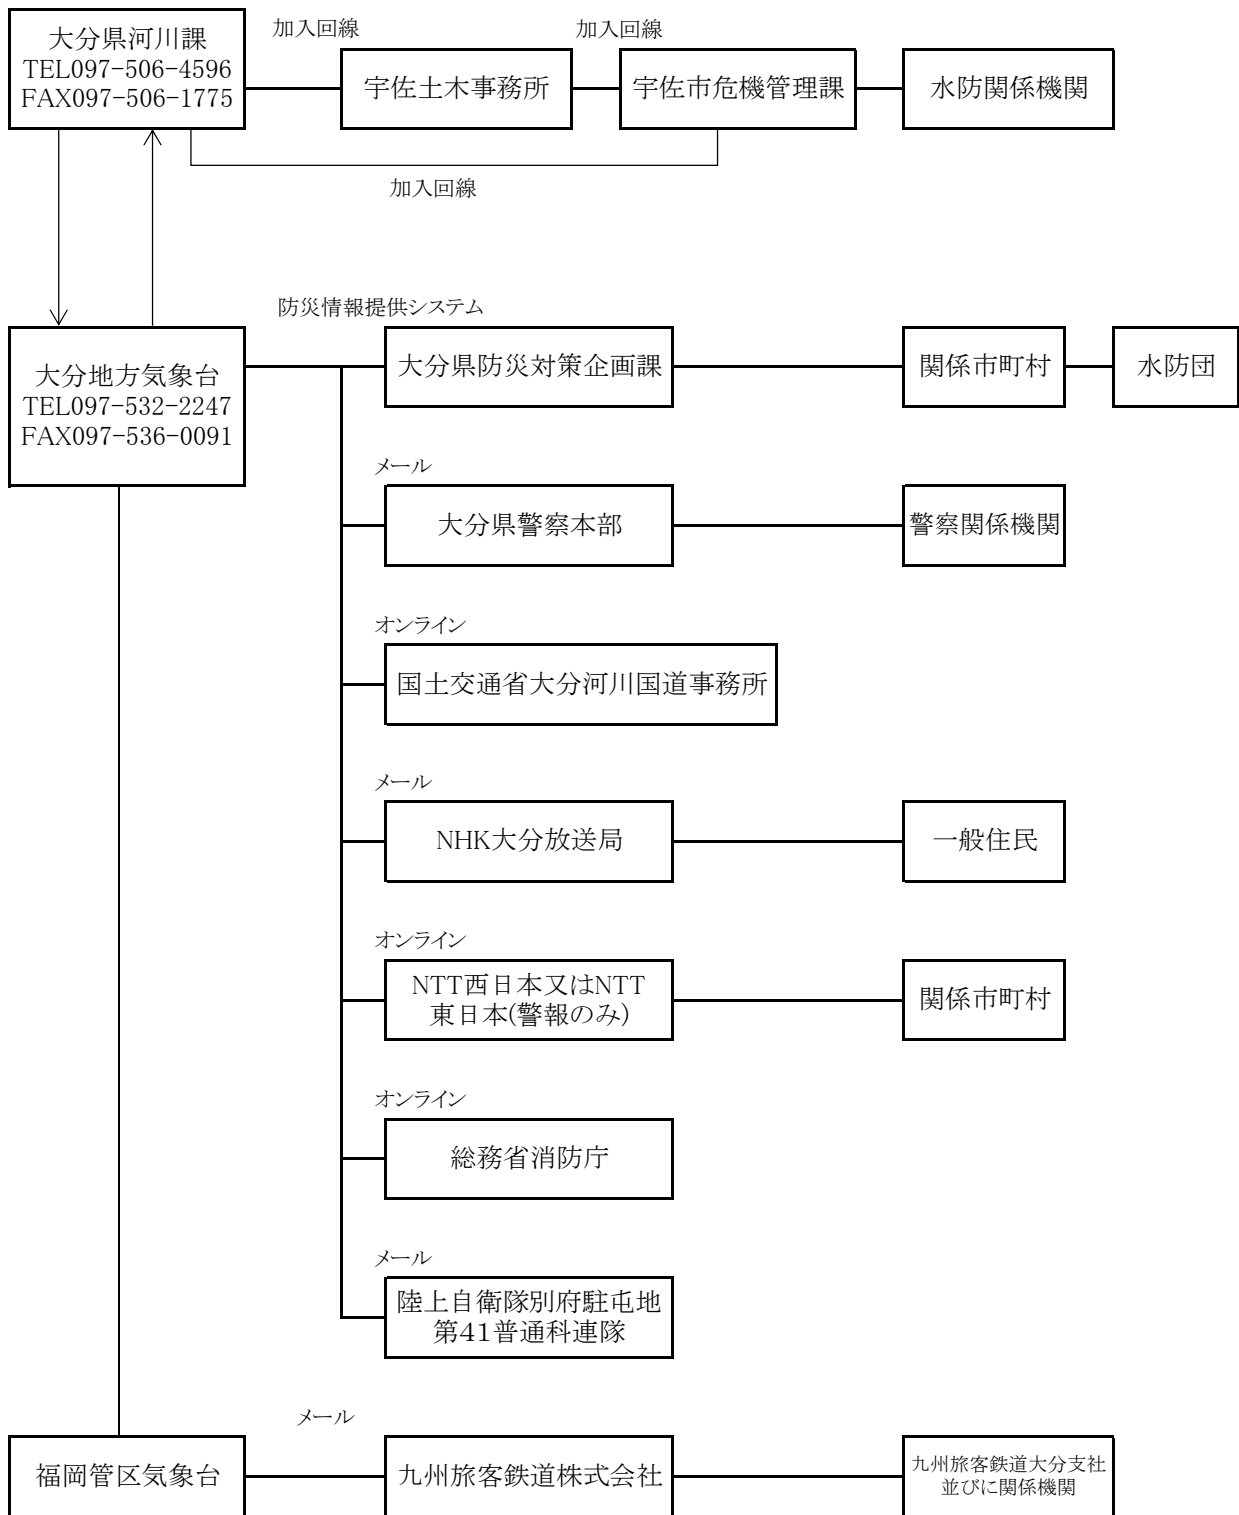 大分県河川課
TEL097-506-4596
FAX097-506-1775
加入回線
宇佐土木事務所
加入回線
宇佐市危機管理課
水防関係機関
加入回線
大分地方気象台
TEL097-532-2247
FAX097-536-0091
防災情報提供システム
大分県防災対策企画課
関係市町村
水防団
メール
大分県警察本部
警察関係機関
オンライン
国土交通省大分河川国道事務所
メール
NHK大分放送局
一般住民
オンライン
NTT西日本又はNTT
東日本(警報のみ)
関係市町村
オンライン
総務省消防庁
メール
陸上自衛隊別府駐屯地
第41普通科連隊
福岡管区気象台
メール
九州旅客鉄道株式会社
九州旅客鉄道大分支社
並びに関係機関